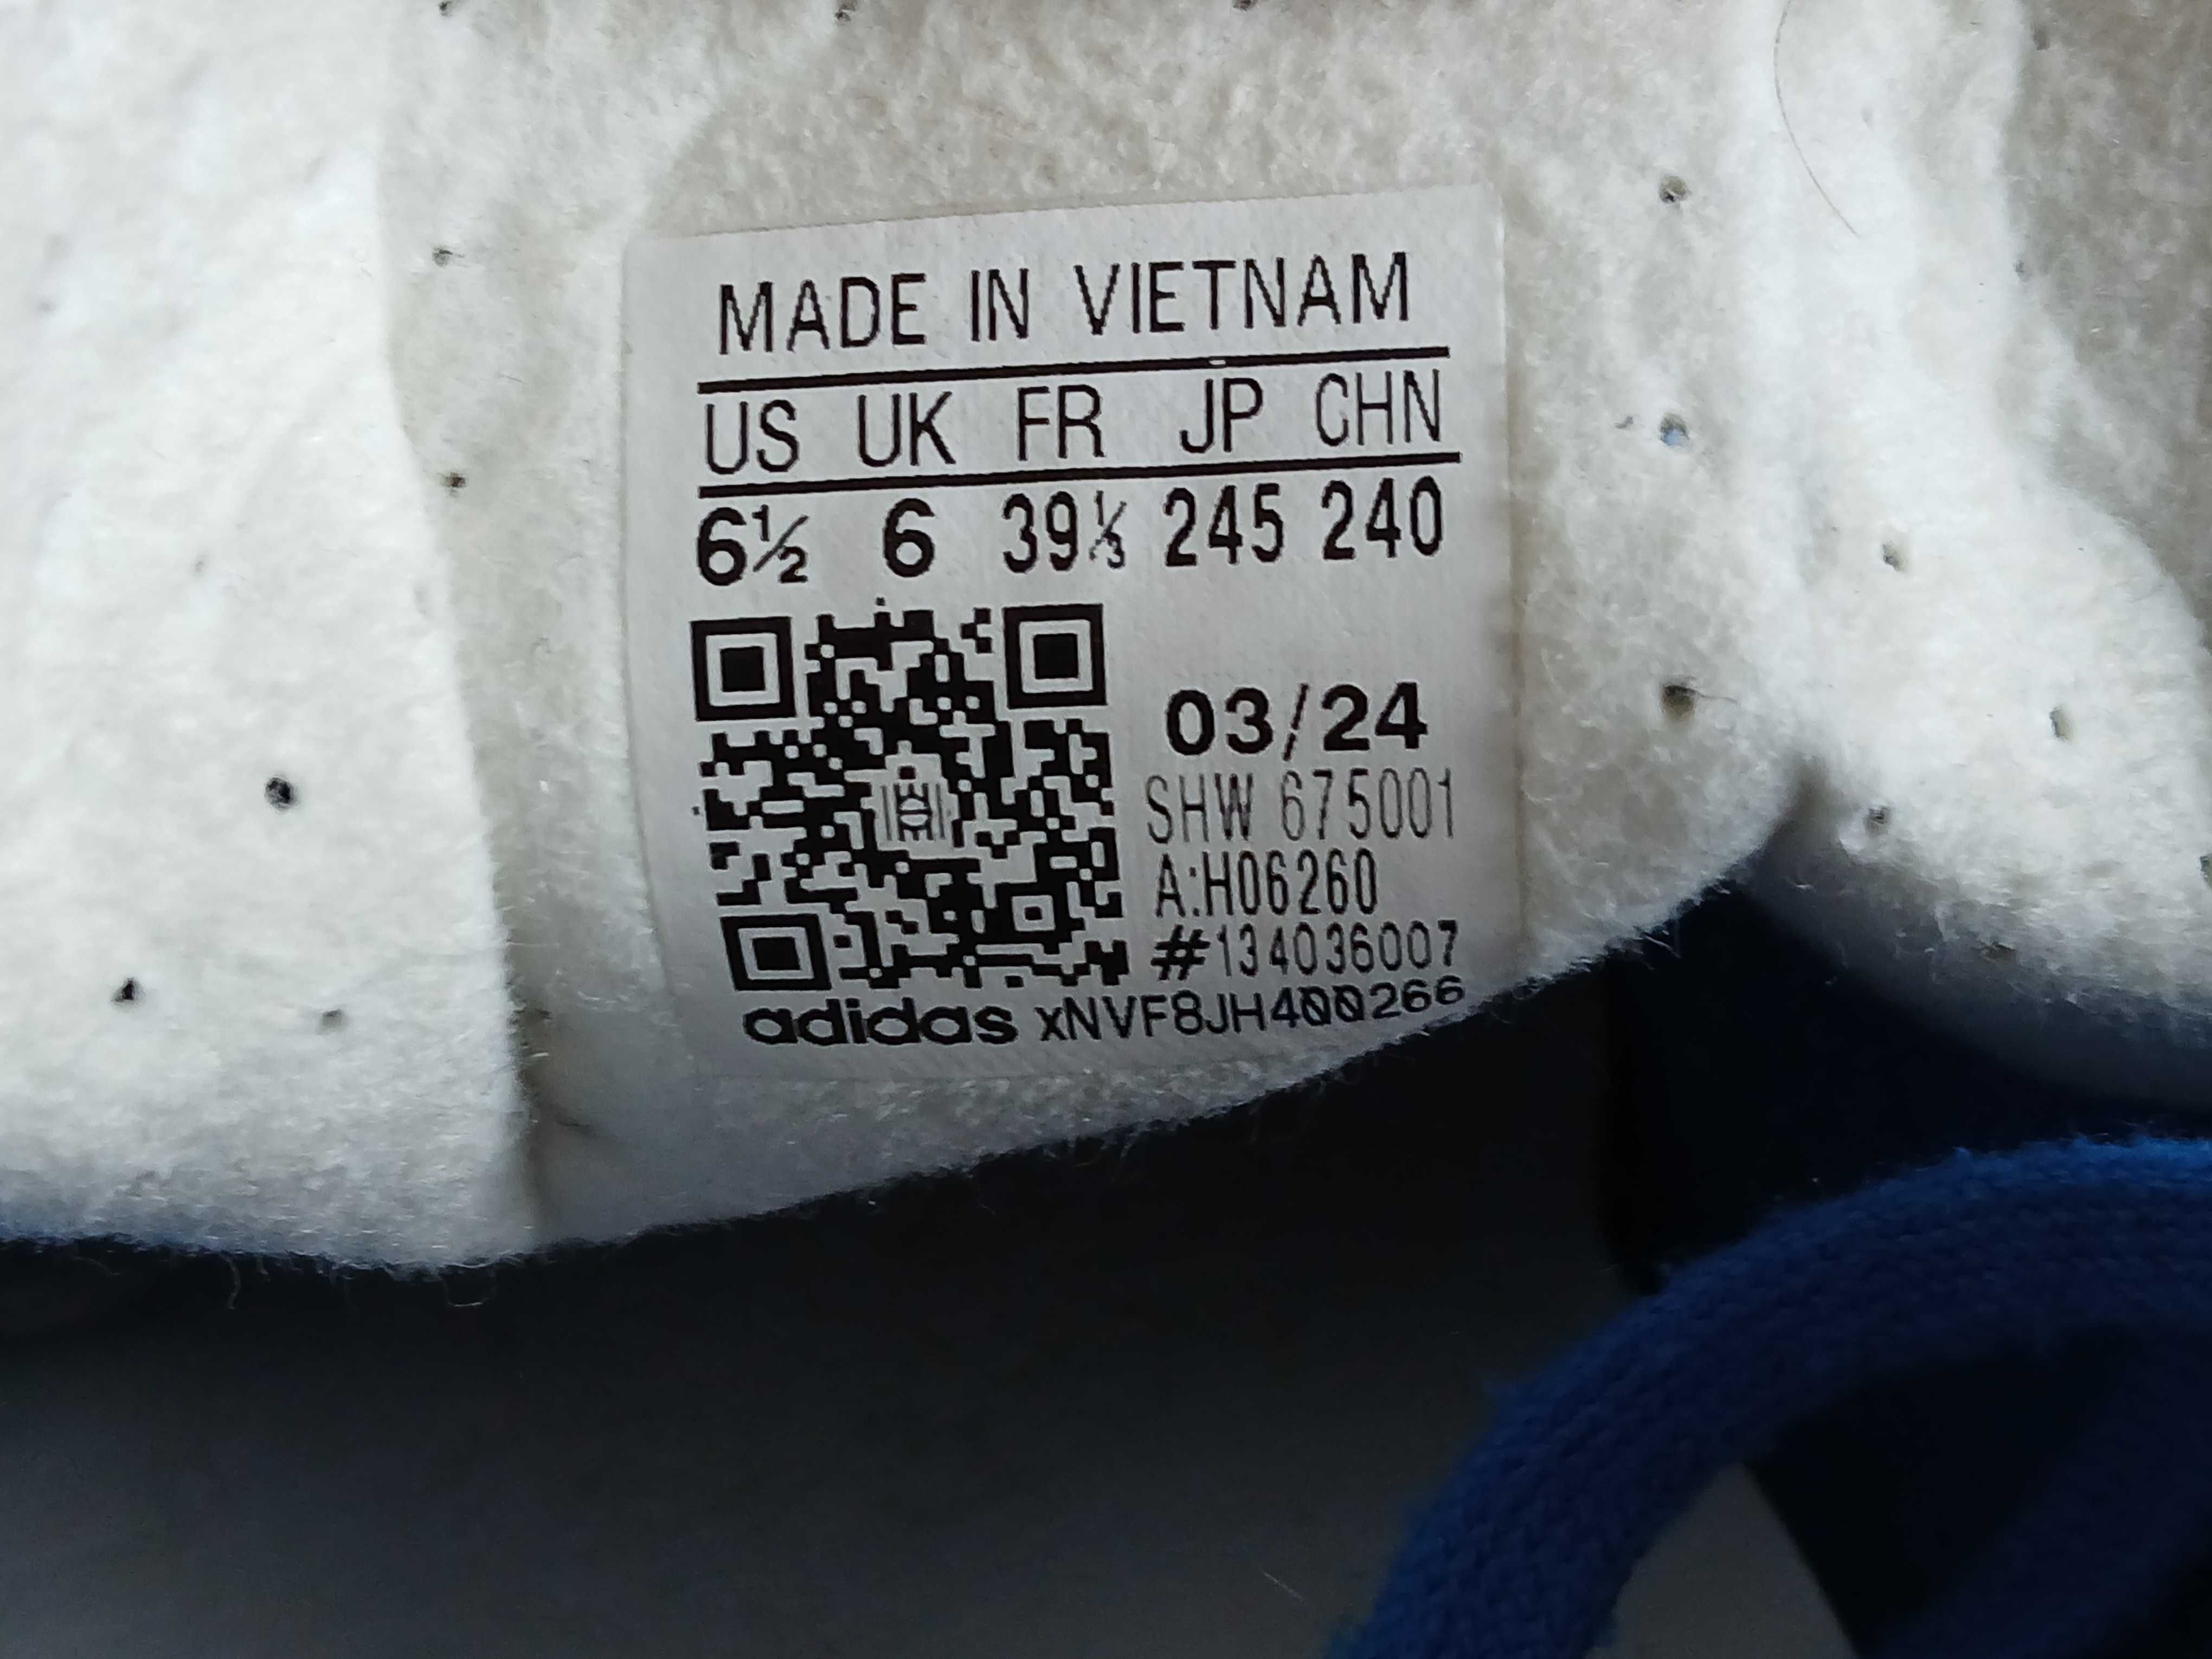 MADE IN VIETNAM
US UK FR JP CHN
6½ 6 39⅓ 245 240
03/24
SHW 675001
A:H06260
#134036007
adidas xNVF8JH400266